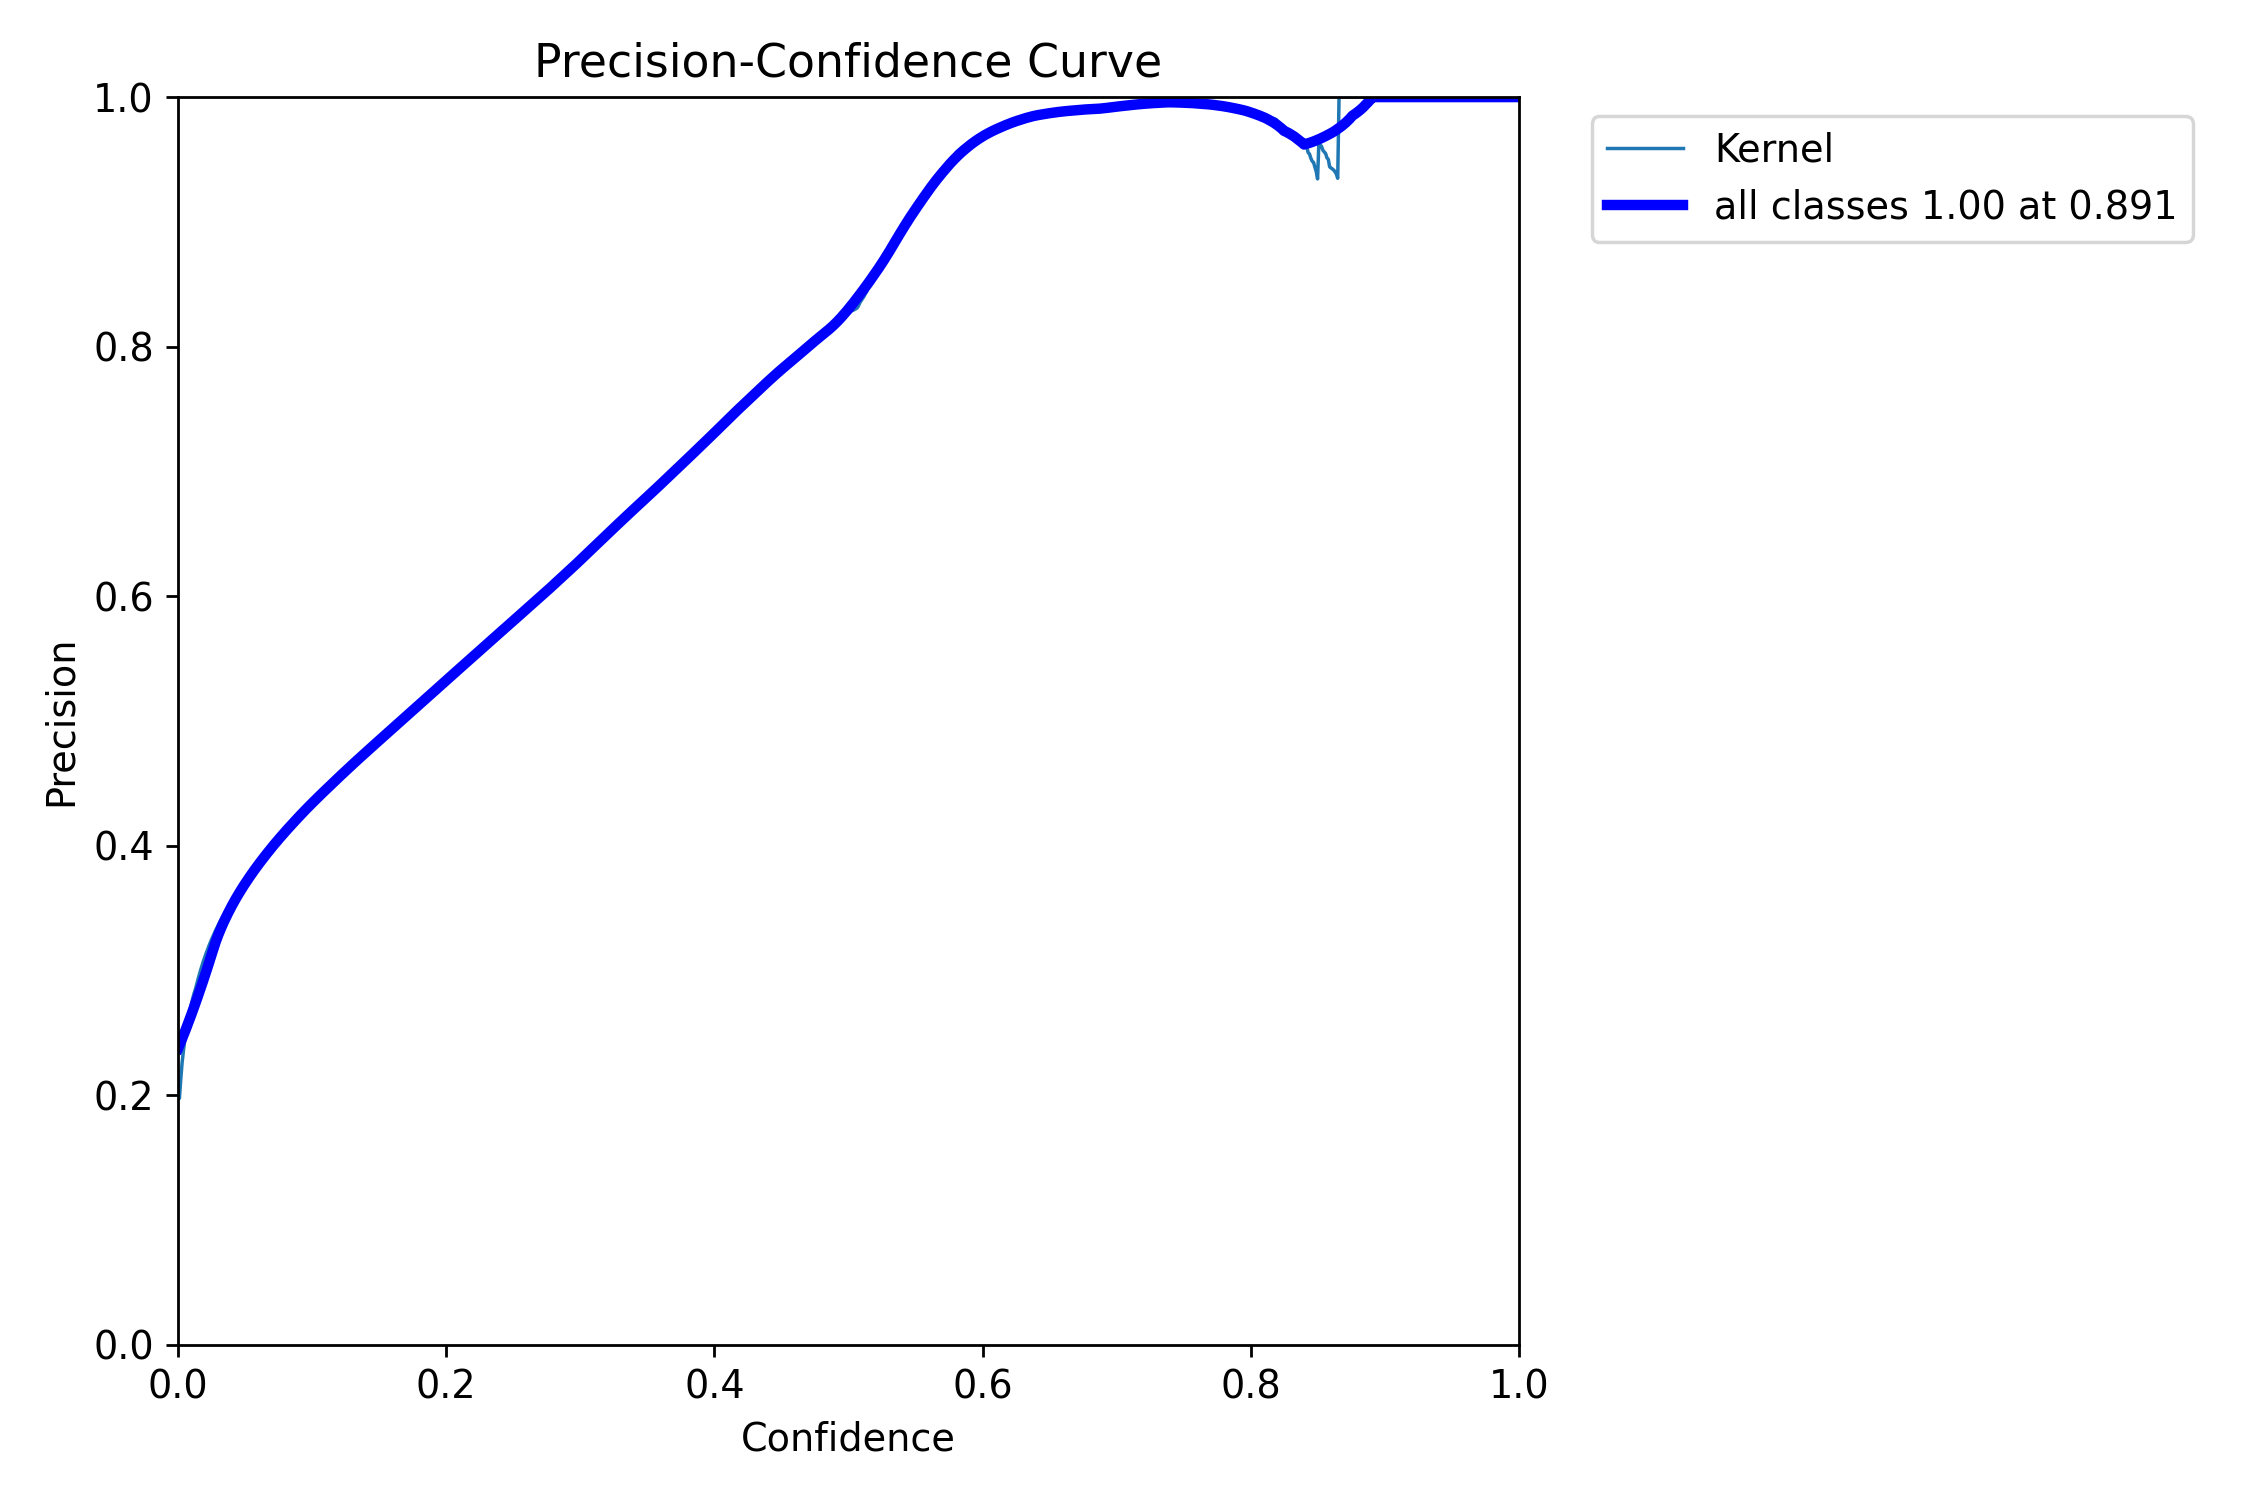 Precision-Confidence Curve
1.0
0.8
0.6
0.4
0.2
0.0
Precision
0.0 0.2 0.4 0.6 0.8 1.0
Confidence
Kernel
all classes 1.00 at 0.891